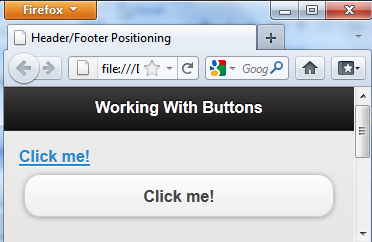 Firefox
Header/Footer Positioning
file:///D
Goog
Working With Buttons
Click me!
Click me!